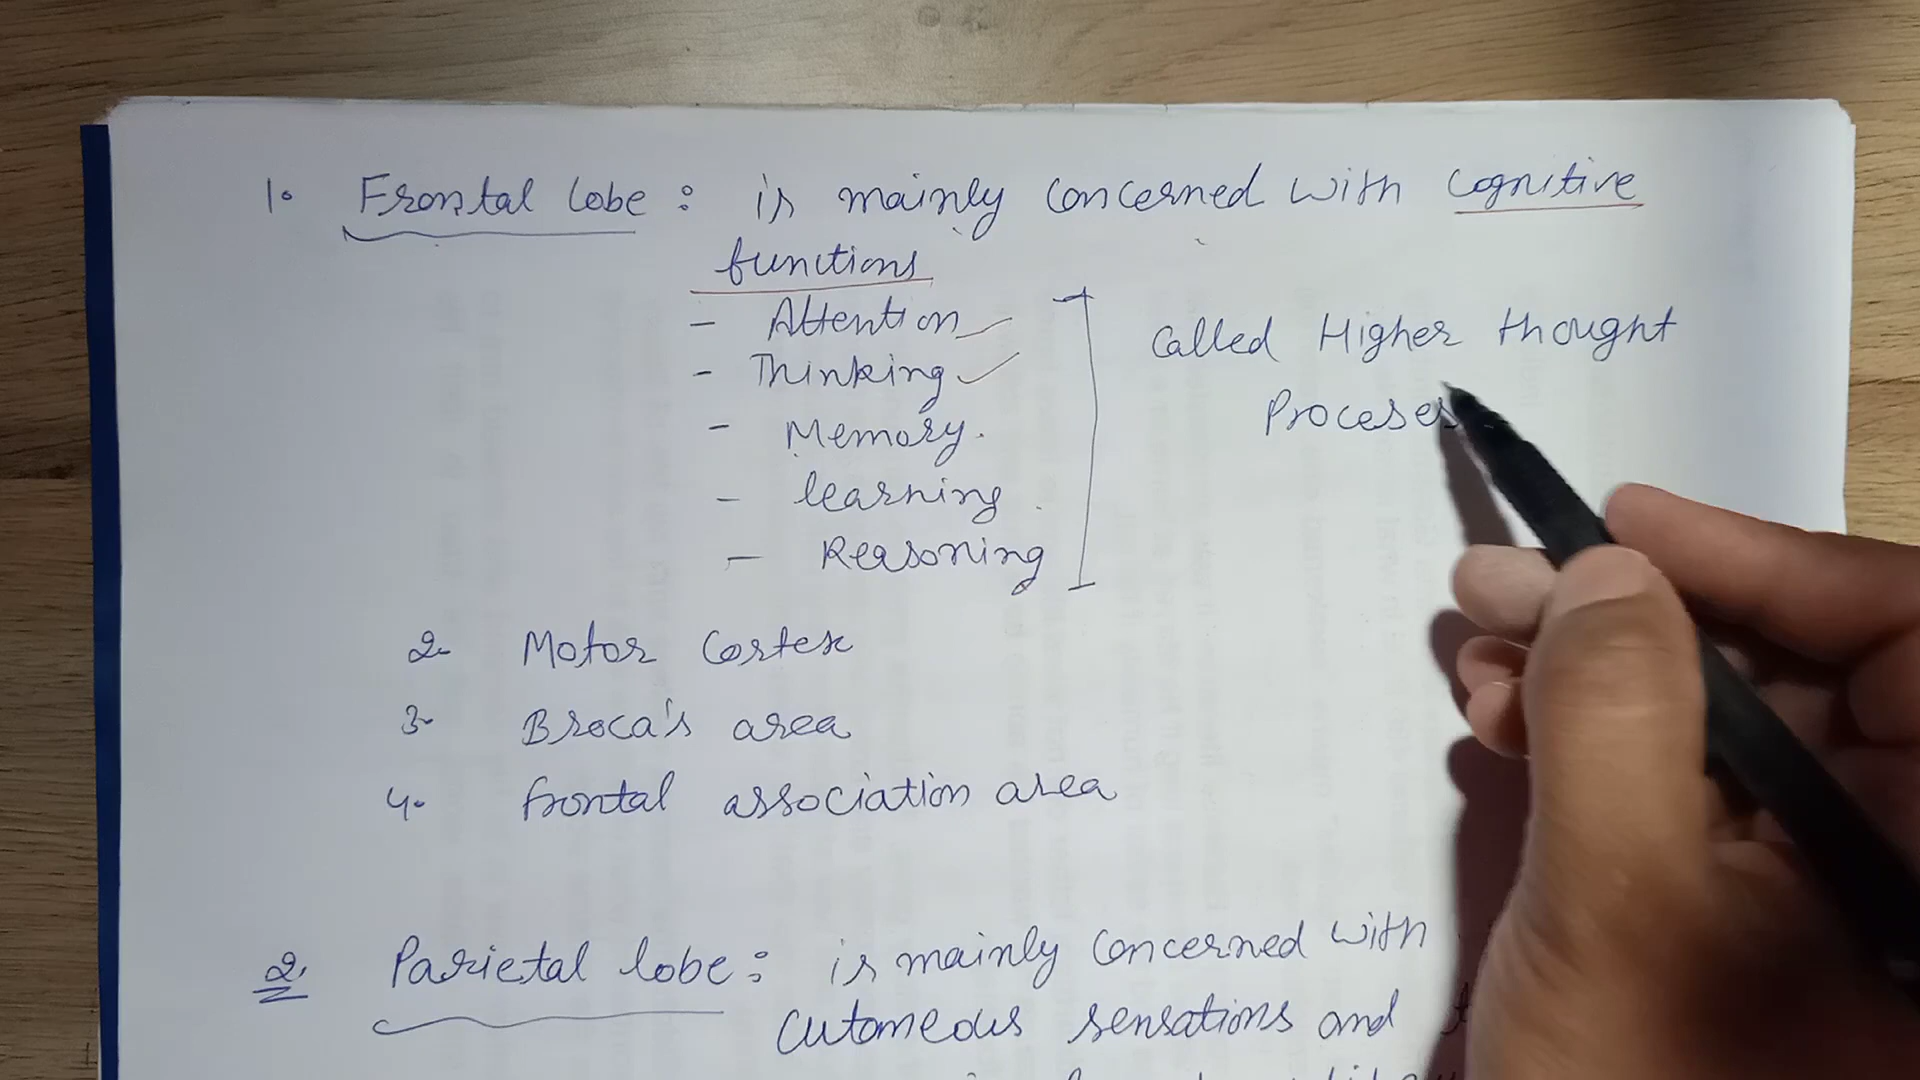 1. Frontal lobe : is mainly concerned with cognitive
functions
- Attention
- Thinking
- Memory.
- learning
- Reasoning
called Higher thought
Proceses
2- Motor Cortex
3- Broca's area
4. frontal association area
2. Parietal lobe : is mainly concerned with
cutaneous sensations and